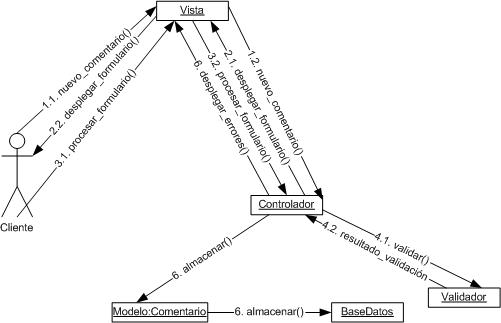 Vista
1.1. nuevo_comentario()
2.2. desplegar_formulario()
3.1. procesar_formulario()
6. desplegar_errores()
3.2. procesar_formulario()
2.1. desplegar_formulario()
1.2. nuevo_comentario()
Cliente
Controlador
4.1. validar()
4.2. resultado_validación
6. almacenar()
Validador
Modelo:Comentario
6. almacenar()
BaseDatos